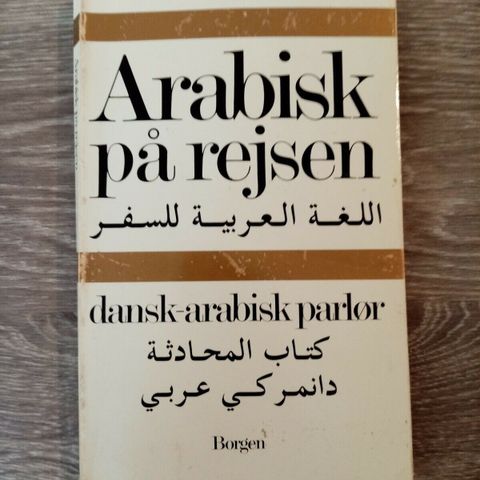 Arabisk
på rejsen
اللغة العربية للسفر
dansk-arabisk parlør
كتاب المحادثة
دانمركي عربي
Borgen